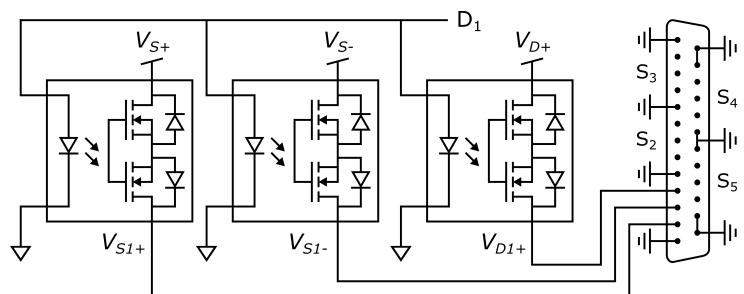 D1
VS+
VS-
VD+
S3
S4
S2
S5
VS1+
VS1-
VD1+